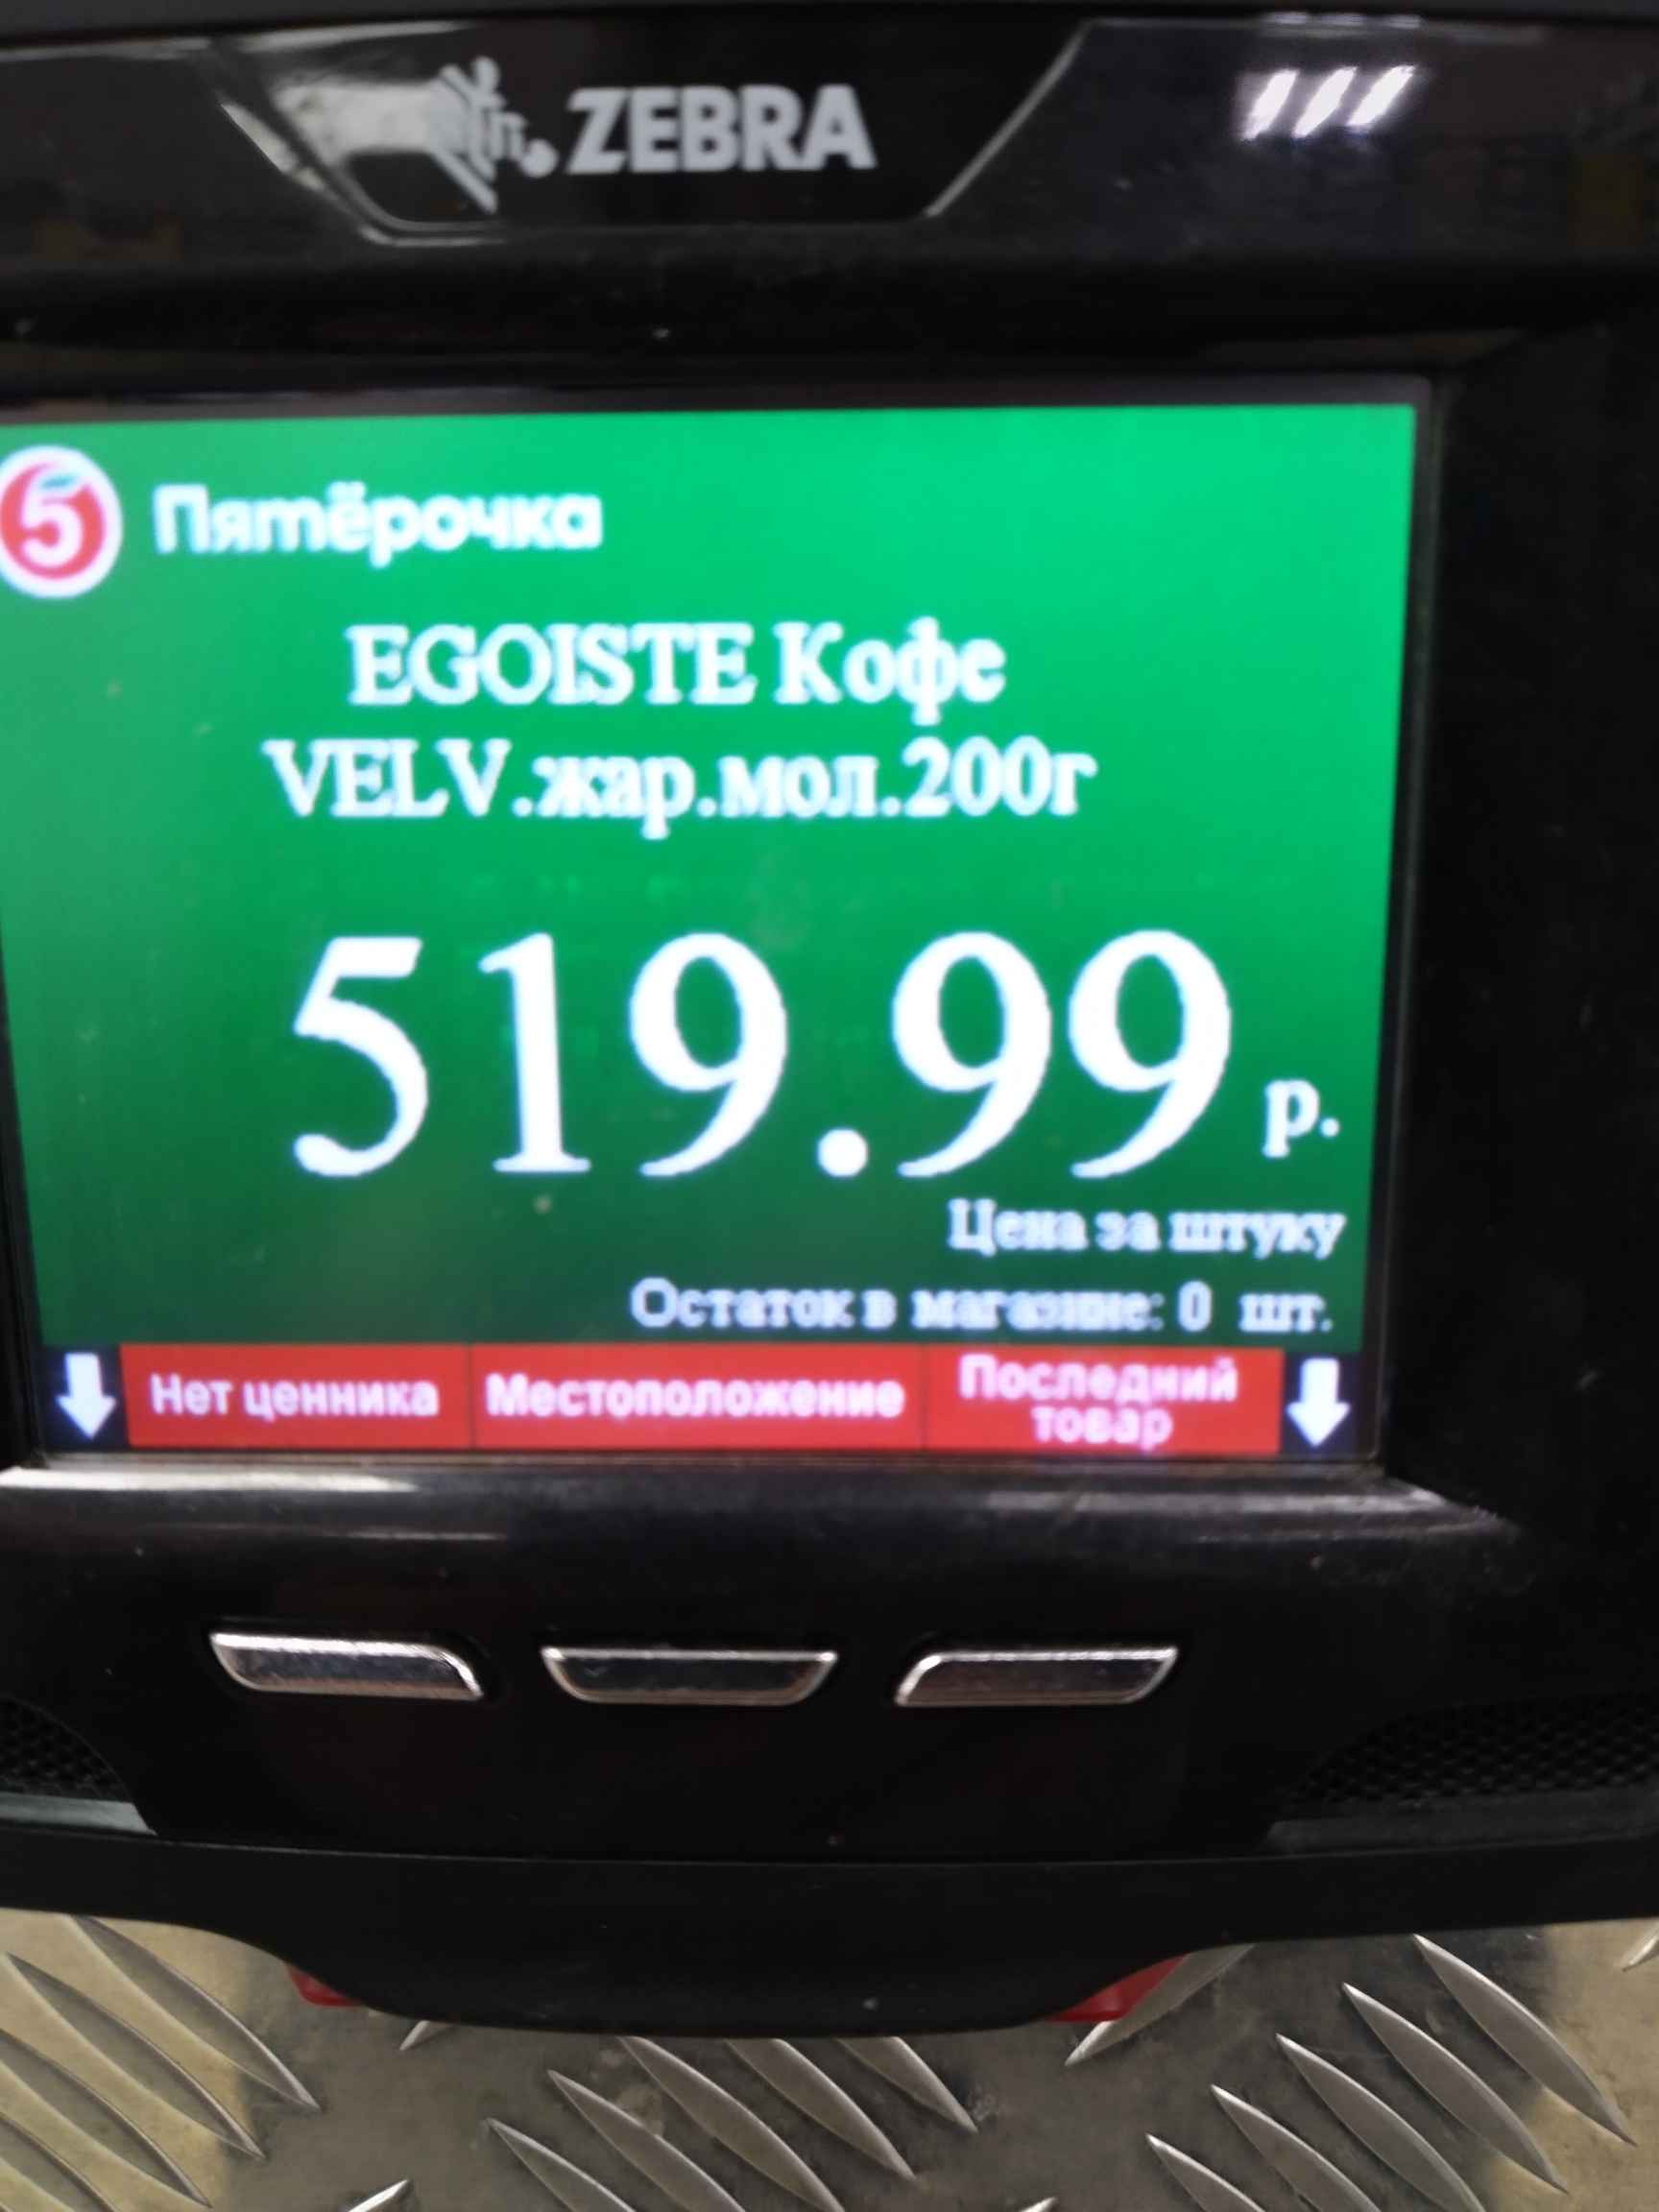 ZEBRA
5 Пятёрочка
EGOISTE Кофе
VELV.жар.мол.200г
519.99 р.
Цена за штуку
Остаток в магазине: 0 шт.
Нет ценника Местоположение Последний товар